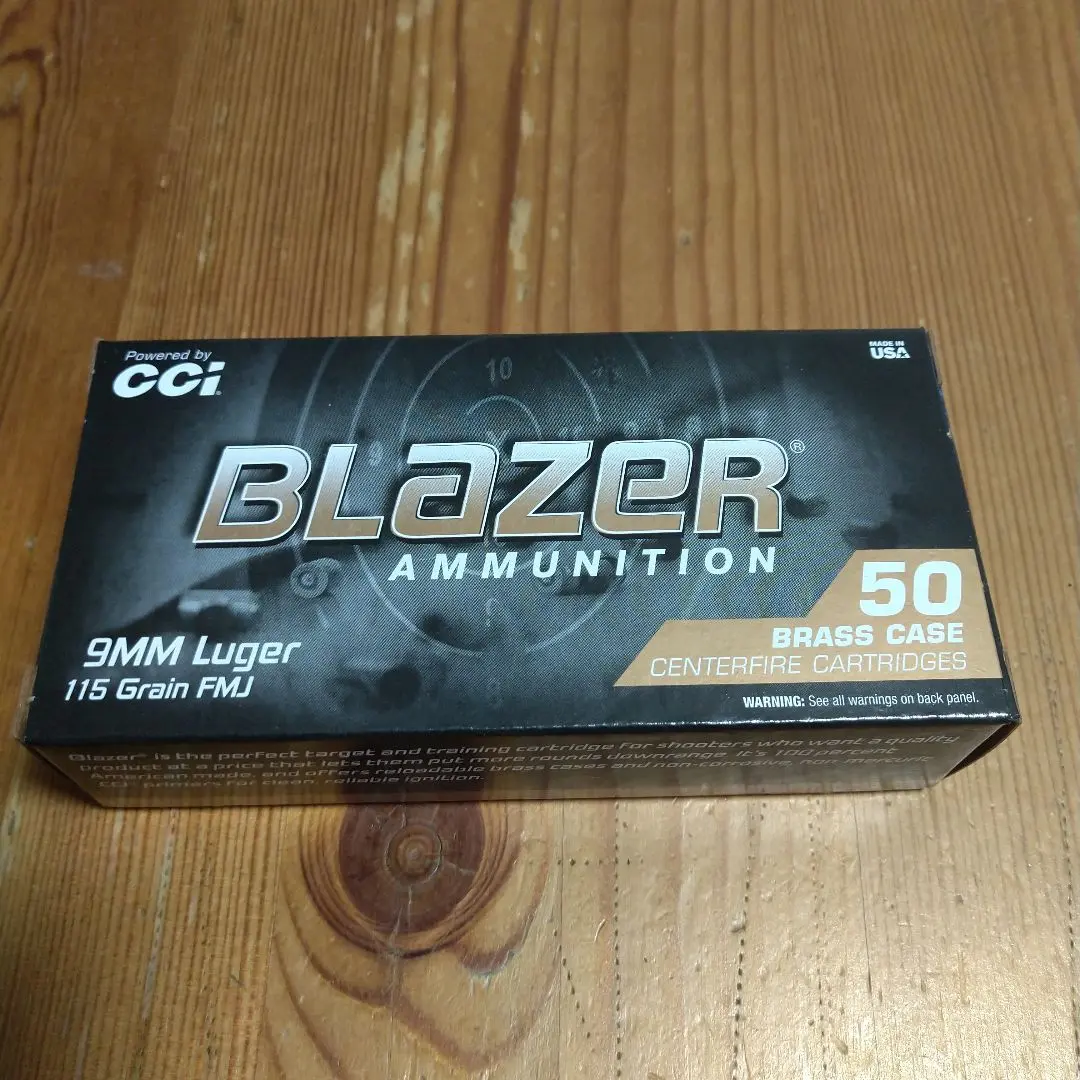 Powered by
CCI
MADE IN
USA
10
BLazeR®
AMMUNITION
50
BRASS CASE
CENTERFIRE CARTRIDGES
9MM Luger
115 Grain FMJ
WARNING: See all warnings on back panel.
Blazer® is the perfect target and training cartridge for shooters who want a quality
product at a price that lets them put more rounds downrange. It's 100 percent
American made, and offers reloadable brass cases and non-corrosive, non-mercuric
CCI® primers for clean, reliable ignition.